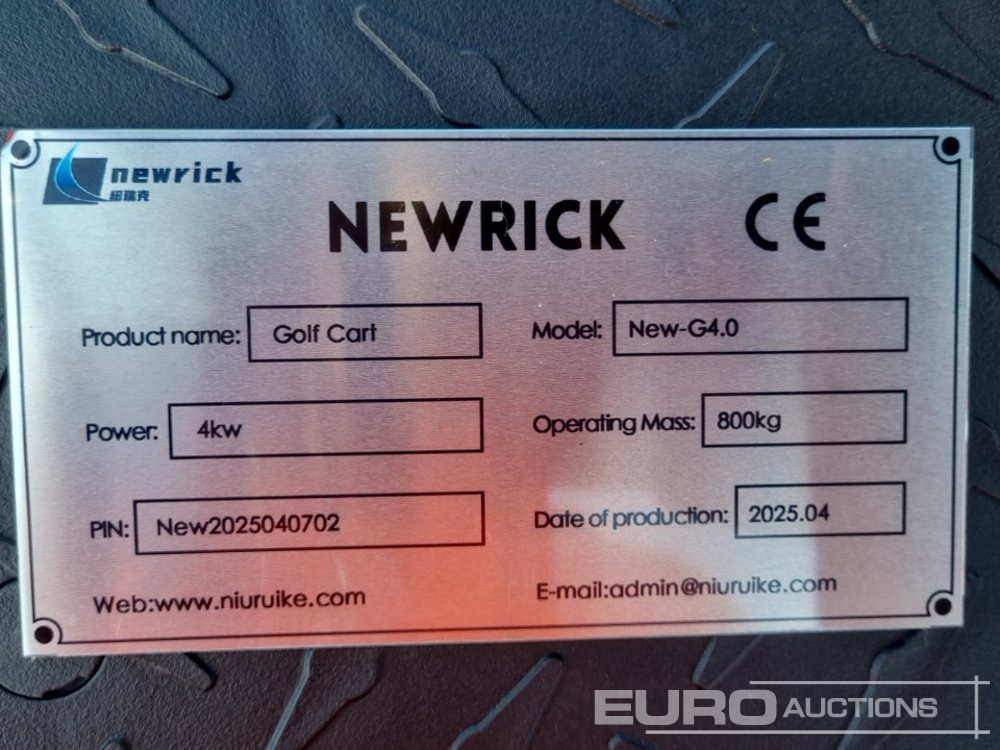 newrick
纽瑞克
NEWRICK CE
Product name: Golf Cart
Model: New-G4.0
Power: 4kw
Operating Mass: 800kg
PIN: New2025040702
Date of production: 2025.04
Web:www.niuruike.com
E-mail:admin@niuruike.com
EURO AUCTIONS